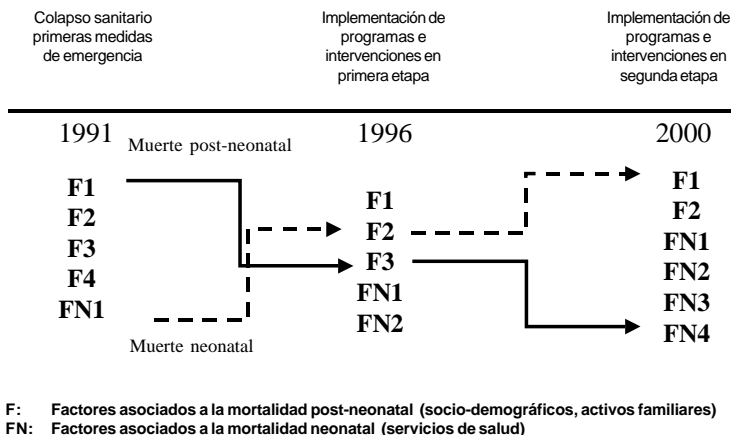 Colapso sanitario
primeras medidas
de emergencia
Implementación de
programas e
intervenciones en
primera etapa
Implementación de
programas e
intervenciones en
segunda etapa
1991
Muerte post-neonatal
1996
2000
F1
F2
F3
F4
FN1
Muerte neonatal
F1
F2
F3
FN1
FN2
F1
F2
FN1
FN2
FN3
FN4
F: Factores asociados a la mortalidad post-neonatal (socio-demográficos, activos familiares)
FN: Factores asociados a la mortalidad neonatal (servicios de salud)